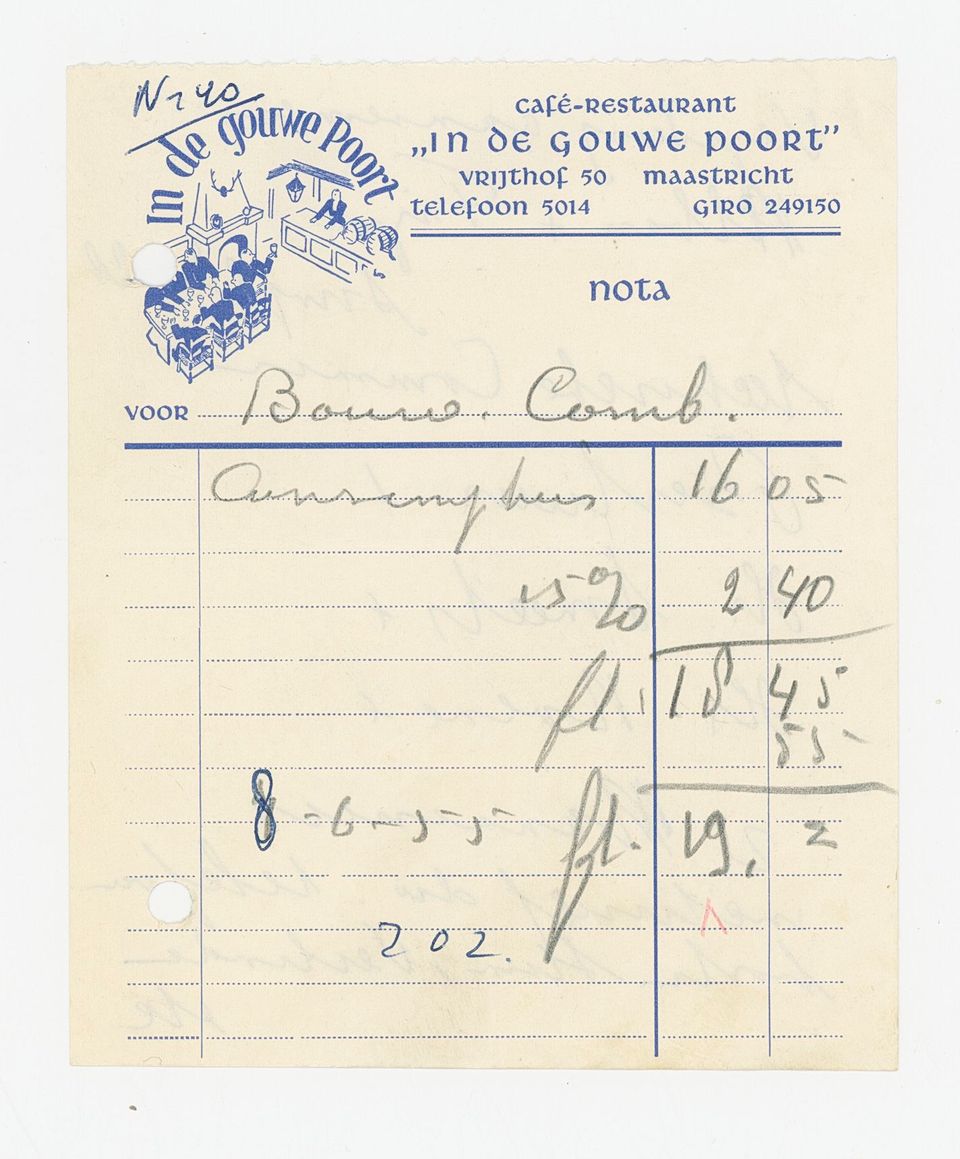 Nr 40
In de gouwe poort
Café-Restaurant
„In de Gouwe Poort”
Vrijthof 50 Maastricht
Telefoon 5014 Giro 249150
Nota
Voor Bouw. Comb.
16 05
15 % 2 40
fl. 18 45
55
8-6-55 fl. 19. =
202.